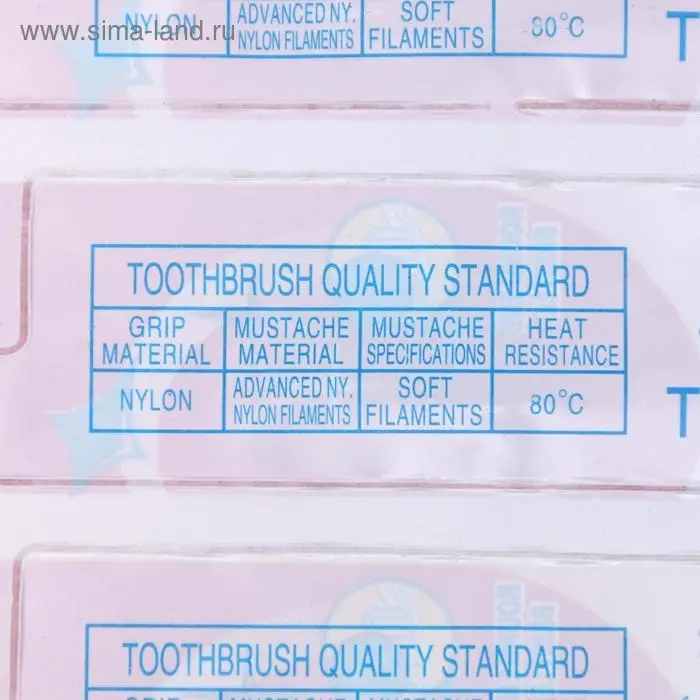 © www.sima-land.ru
NYLON
ADVANCED NY.
NYLON FILAMENTS
SOFT
FILAMENTS
80°C
T
TOOTHBRUSH QUALITY STANDARD
GRIP
MATERIAL
MUSTACHE
MATERIAL
MUSTACHE
SPECIFICATIONS
HEAT
RESISTANCE
NYLON
ADVANCED NY.
NYLON FILAMENTS
SOFT
FILAMENTS
80°C
T
TOOTHBRUSH QUALITY STANDARD